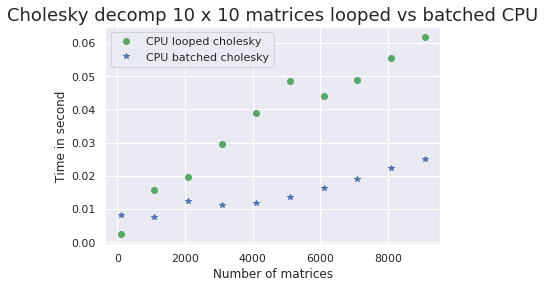 Cholesky decomp 10 x 10 matrices looped vs batched CPU
CPU looped cholesky
CPU batched cholesky
0.06
0.05
0.04
0.03
0.02
0.01
0.00
Time in second
0 2000 4000 6000 8000
Number of matrices